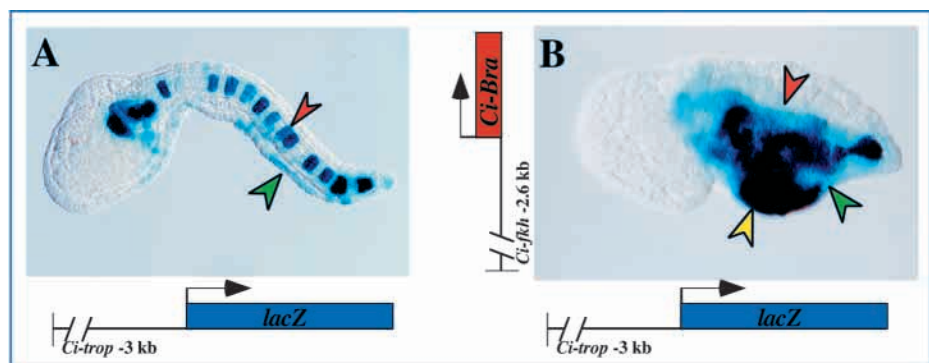 A
Ci-Bra
Ci-fkh -2.6 kb
B
lacZ
Ci-trop -3 kb
lacZ
Ci-trop -3 kb